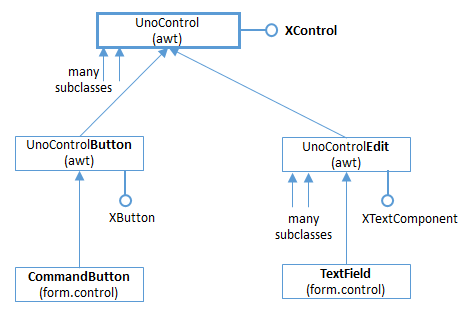 UnoControl
(awt)
XControl
many
subclasses
UnoControlButton
(awt)
UnoControlEdit
(awt)
XButton
many
subclasses
XTextComponent
CommandButton
(form.control)
TextField
(form.control)